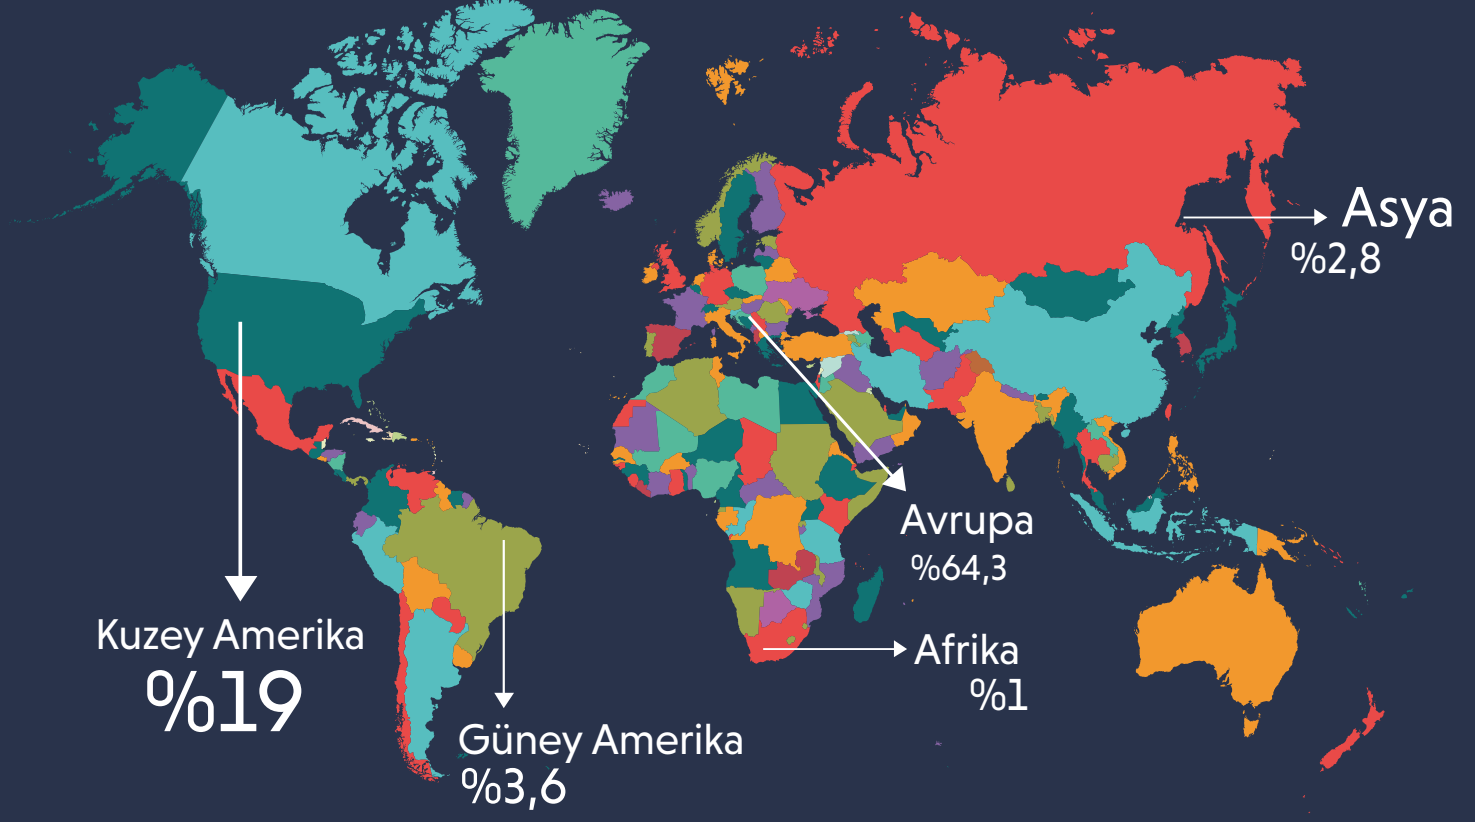 Asya
%2,8
Avrupa
%64,3
Kuzey Amerika
%19
Afrika
%1
Güney Amerika
%3,6